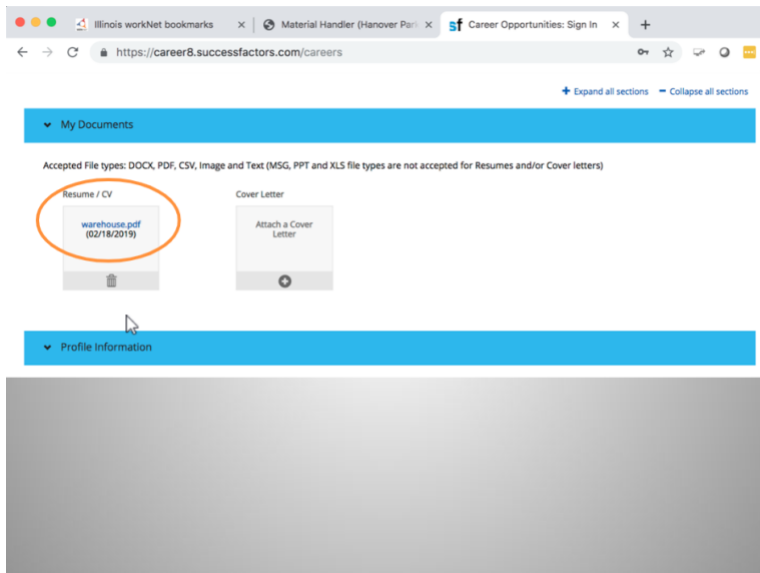 Illinois workNet bookmarks
Material Handler (Hanover Par
sf Career Opportunities: Sign In
https://career8.successfactors.com/careers
Expand all sections
Collapse all sections
My Documents
Accepted File types: DOCX, PDF, CSV, Image and Text (MSG, PPT and XLS file types are not accepted for Resumes and/or Cover letters)
Resume / CV
Cover Letter
warehouse.pdf
(02/18/2019)
Attach a Cover
Letter
Profile Information